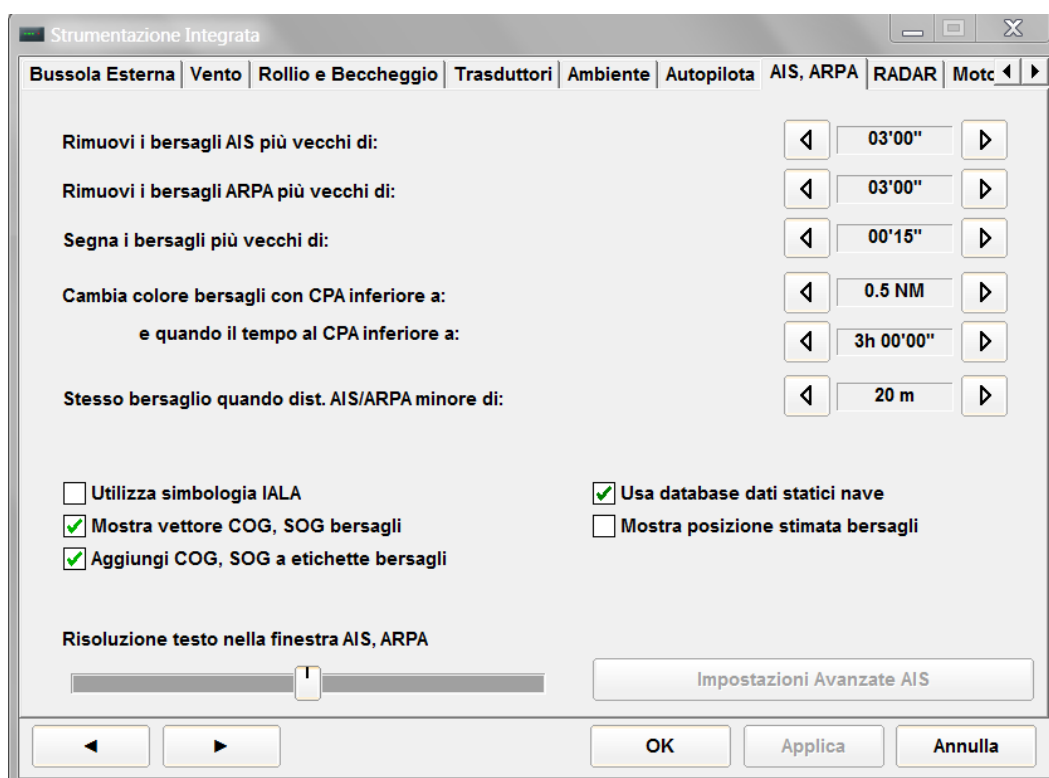 Strumentazione Integrata
Bussola Esterna Vento Rollio e Beccheggio Trasduttori Ambiente Autopilota AIS, ARPA RADAR Moto
Rimuovi i bersagli AIS più vecchi di: 03'00"
Rimuovi i bersagli ARPA più vecchi di: 03'00"
Segna i bersagli più vecchi di: 00'15"
Cambia colore bersagli con CPA inferiore a: 0.5 NM
e quando il tempo al CPA inferiore a: 3h 00'00"
Stesso bersaglio quando dist. AIS/ARPA minore di: 20 m
Utilizza simbologia IALA
Usa database dati statici nave
Mostra vettore COG, SOG bersagli
Mostra posizione stimata bersagli
Aggiungi COG, SOG a etichette bersagli
Risoluzione testo nella finestra AIS, ARPA
Impostazioni Avanzate AIS
OK Applica Annulla